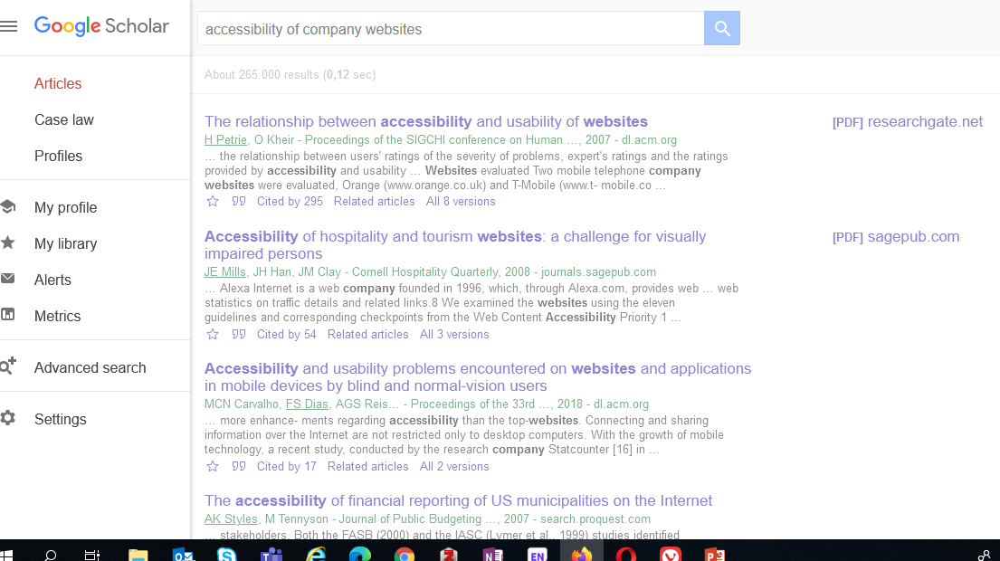 Google Scholar
accessibility of company websites
Articles
Case law
Profiles
My profile
My library
Alerts
Metrics
Advanced search
Settings
About 265.000 results (0,12 sec)
The relationship between accessibility and usability of websites
[PDF] researchgate.net
H Petrie, O Kheir - Proceedings of the SIGCHI conference on Human …, 2007 - dl.acm.org
… the relationship between users' ratings of the severity of problems, expert's ratings and the ratings
provided by accessibility and usability … Websites evaluated Two mobile telephone company
websites were evaluated, Orange (www.orange.co.uk) and T-Mobile (www.t- mobile.co …
Cited by 295 Related articles All 8 versions
Accessibility of hospitality and tourism websites: a challenge for visually
impaired persons
[PDF] sagepub.com
JE Mills, JH Han, JM Clay - Cornell Hospitality Quarterly, 2008 - journals.sagepub.com
… Alexa Internet is a web company founded in 1996, which, through Alexa.com, provides web … web
statistics on traffic details and related links.8 We examined the websites using the eleven
guidelines and corresponding checkpoints from the Web Content Accessibility Priority 1 …
Cited by 54 Related articles All 3 versions
Accessibility and usability problems encountered on websites and applications
in mobile devices by blind and normal-vision users
MCN Carvalho, FS Dias, AGS Reis… - Proceedings of the 33rd …, 2018 - dl.acm.org
… more enhance- ments regarding accessibility than the top-websites. Connecting and sharing
information over the Internet are not restricted only to desktop computers. With the growth of mobile
technology, a recent study, conducted by the research company Statcounter [16] in …
Cited by 17 Related articles All 2 versions
The accessibility of financial reporting of US municipalities on the Internet
AK Styles, M Tennyson - Journal of Public Budgeting …, 2007 - search.proquest.com
… stakeholders. Both the FASB (2000) and the IASC (Lymer et al., 1999) studies identified
EN